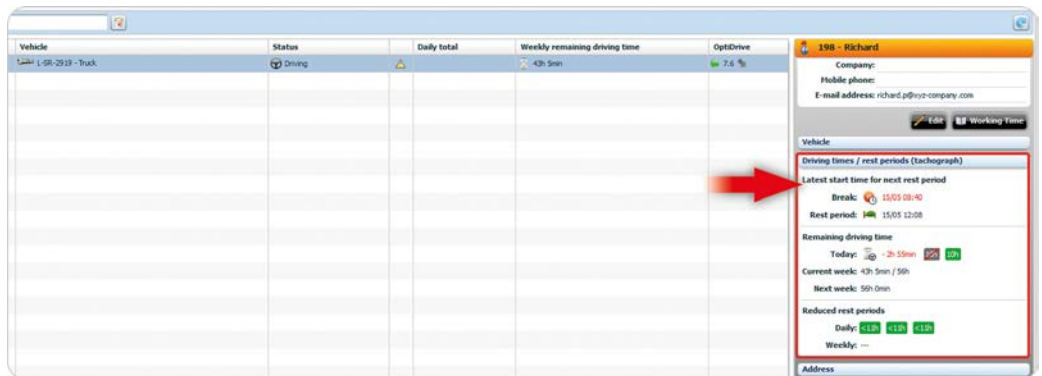 Vehicle Status Daily total Weekly remaining driving time OptiDrive
L-SR-2919 - Truck Driving 43h 5min 7.6
198 - Richard
Company:
Mobile phone:
E-mail address: richard.p@xyz-company.com
Edit Working Time
Vehicle
Driving times / rest periods (tachograph)
Latest start time for next rest period
Break: 15/05 08:40
Rest period: 15/05 12:08
Remaining driving time
Today: - 2h 55min 10h
Current week: 43h 5min / 56h
Next week: 56h 0min
Reduced rest periods
Daily: <11h <11h <11h
Weekly: ---
Address